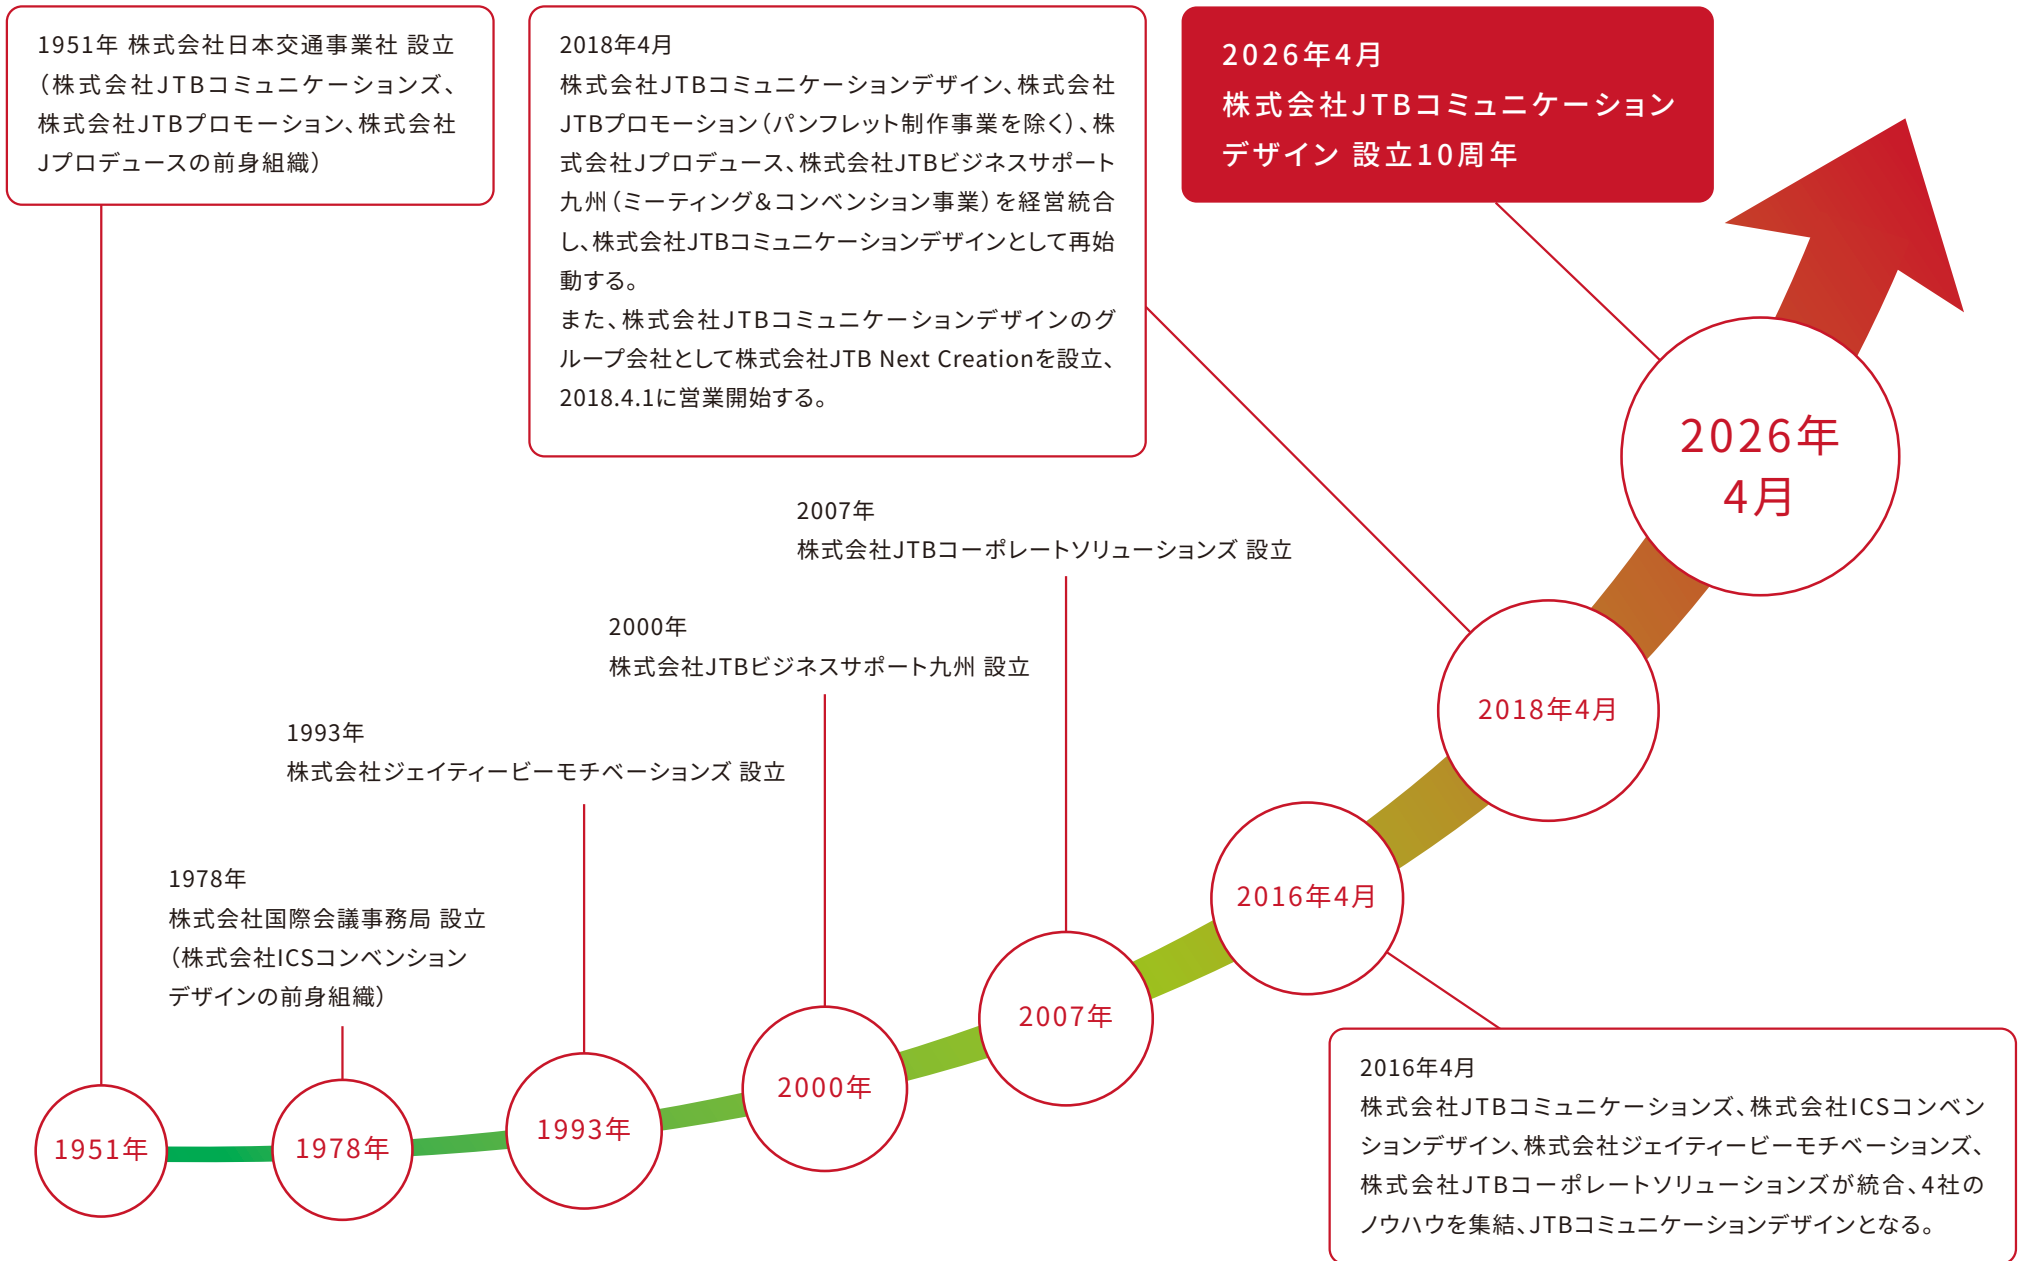 1951年 株式会社日本交通事業社 設立
（株式会社JTBコミュニケーションズ、
株式会社JTBプロモーション、株式会社
Jプロデュースの前身組織）
2018年4月
株式会社JTBコミュニケーションデザイン、株式会社
JTBプロモーション（パンフレット制作事業を除く）、株
式会社Jプロデュース、株式会社JTBビジネスサポート
九州（ミーティング&コンベンション事業）を経営統合
し、株式会社JTBコミュニケーションデザインとして再始
動する。
また、株式会社JTBコミュニケーションデザインのグ
ループ会社として株式会社JTB Next Creationを設立、
2018.4.1に営業開始する。
2026年4月
株式会社JTBコミュニケーション
デザイン 設立10周年
2026年
4月
2007年
株式会社JTBコーポレートソリューションズ 設立
2000年
株式会社JTBビジネスサポート九州 設立
1993年
株式会社ジェイティービーモチベーションズ 設立
1978年
株式会社国際会議事務局 設立
（株式会社ICSコンベンション
デザインの前身組織）
1951年
1978年
1993年
2000年
2007年
2016年4月
2018年4月
2016年4月
株式会社JTBコミュニケーションズ、株式会社ICSコンベン
ションデザイン、株式会社ジェイティービーモチベーションズ、
株式会社JTBコーポレートソリューションズが統合、4社の
ノウハウを集結、JTBコミュニケーションデザインとなる。